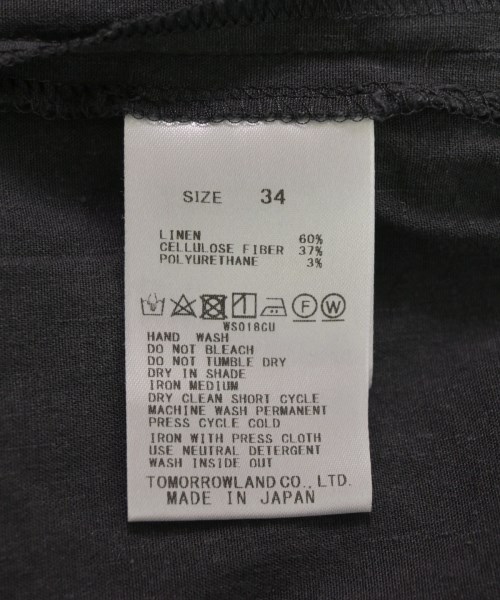 SIZE 34
LINEN 60%
CELLULOSE FIBER 37%
POLYURETHANE 3%
F W
WS018CU
HAND WASH
DO NOT BLEACH
DO NOT TUMBLE DRY
DRY IN SHADE
IRON MEDIUM
DRY CLEAN SHORT CYCLE
MACHINE WASH PERMANENT
PRESS CYCLE COLD
IRON WITH PRESS CLOTH
USE NEUTRAL DETERGENT
WASH INSIDE OUT
TOMORROWLAND CO., LTD.
MADE IN JAPAN